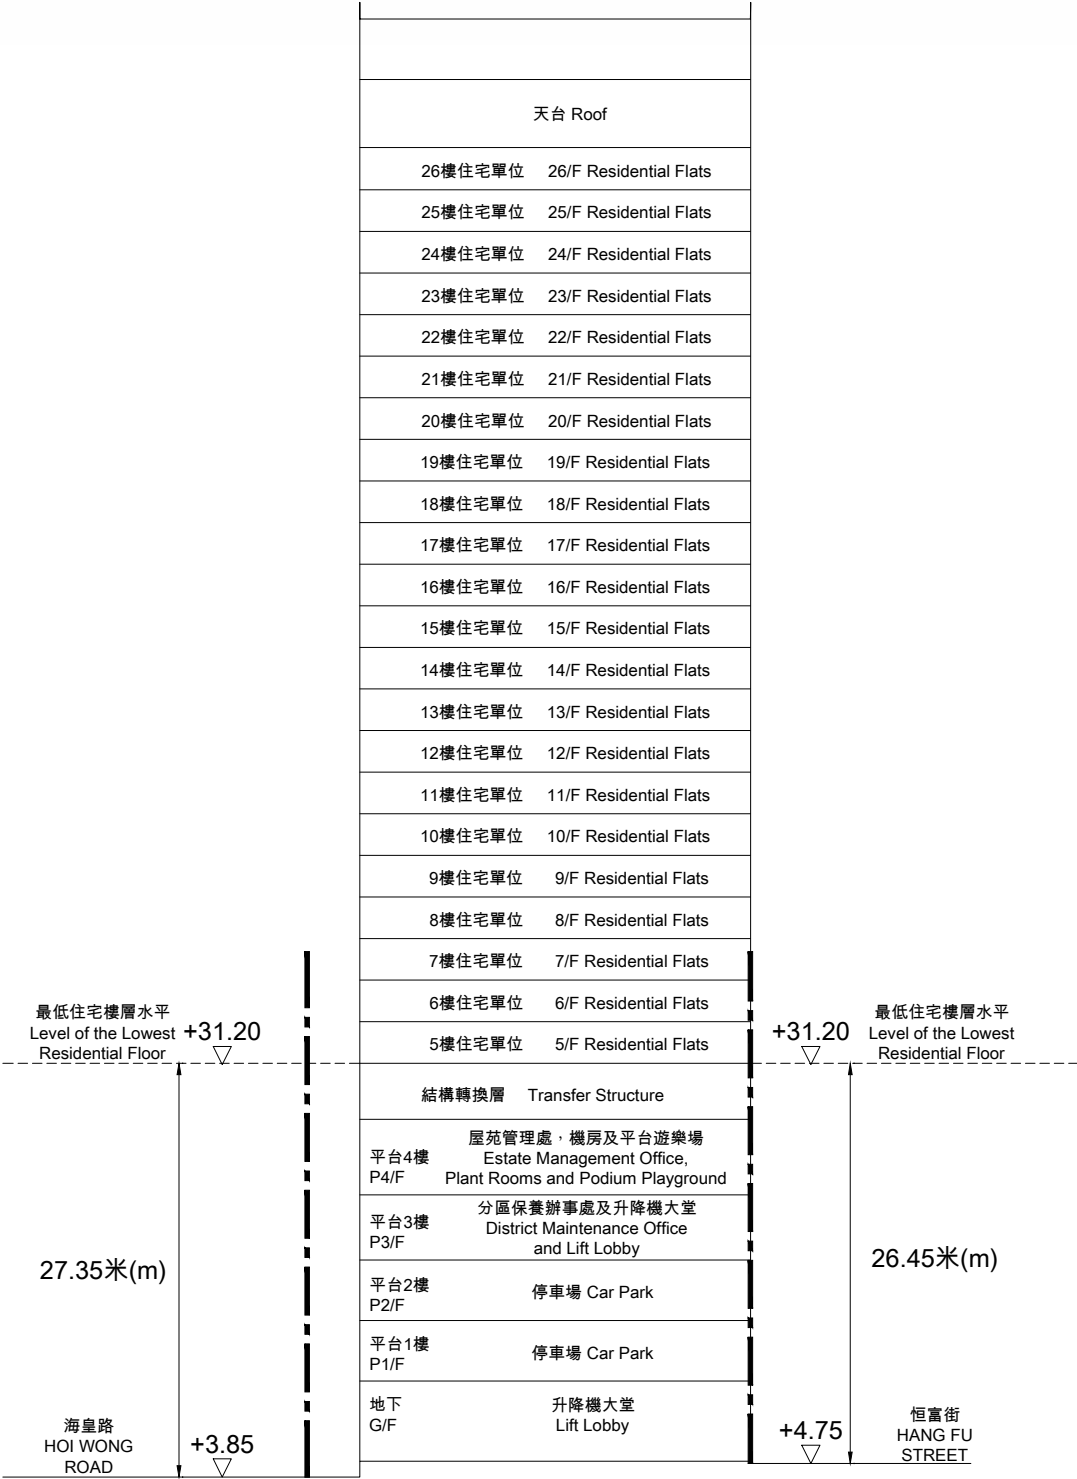 天台 Roof
26樓住宅單位 26/F Residential Flats
25樓住宅單位 25/F Residential Flats
24樓住宅單位 24/F Residential Flats
23樓住宅單位 23/F Residential Flats
22樓住宅單位 22/F Residential Flats
21樓住宅單位 21/F Residential Flats
20樓住宅單位 20/F Residential Flats
19樓住宅單位 19/F Residential Flats
18樓住宅單位 18/F Residential Flats
17樓住宅單位 17/F Residential Flats
16樓住宅單位 16/F Residential Flats
15樓住宅單位 15/F Residential Flats
14樓住宅單位 14/F Residential Flats
13樓住宅單位 13/F Residential Flats
12樓住宅單位 12/F Residential Flats
11樓住宅單位 11/F Residential Flats
10樓住宅單位 10/F Residential Flats
9樓住宅單位 9/F Residential Flats
8樓住宅單位 8/F Residential Flats
7樓住宅單位 7/F Residential Flats
6樓住宅單位 6/F Residential Flats
5樓住宅單位 5/F Residential Flats
最低住宅樓層水平
Level of the Lowest
Residential Floor
+31.20
+31.20
最低住宅樓層水平
Level of the Lowest
Residential Floor
結構轉換層 Transfer Structure
平台4樓
P4/F
屋苑管理處，機房及平台遊樂場
Estate Management Office,
Plant Rooms and Podium Playground
平台3樓
P3/F
分區保養辦事處及升降機大堂
District Maintenance Office
and Lift Lobby
27.35米(m)
26.45米(m)
平台2樓
P2/F
停車場 Car Park
平台1樓
P1/F
停車場 Car Park
地下
G/F
升降機大堂
Lift Lobby
海皇路
HOI WONG
ROAD
+3.85
+4.75
恒富街
HANG FU
STREET